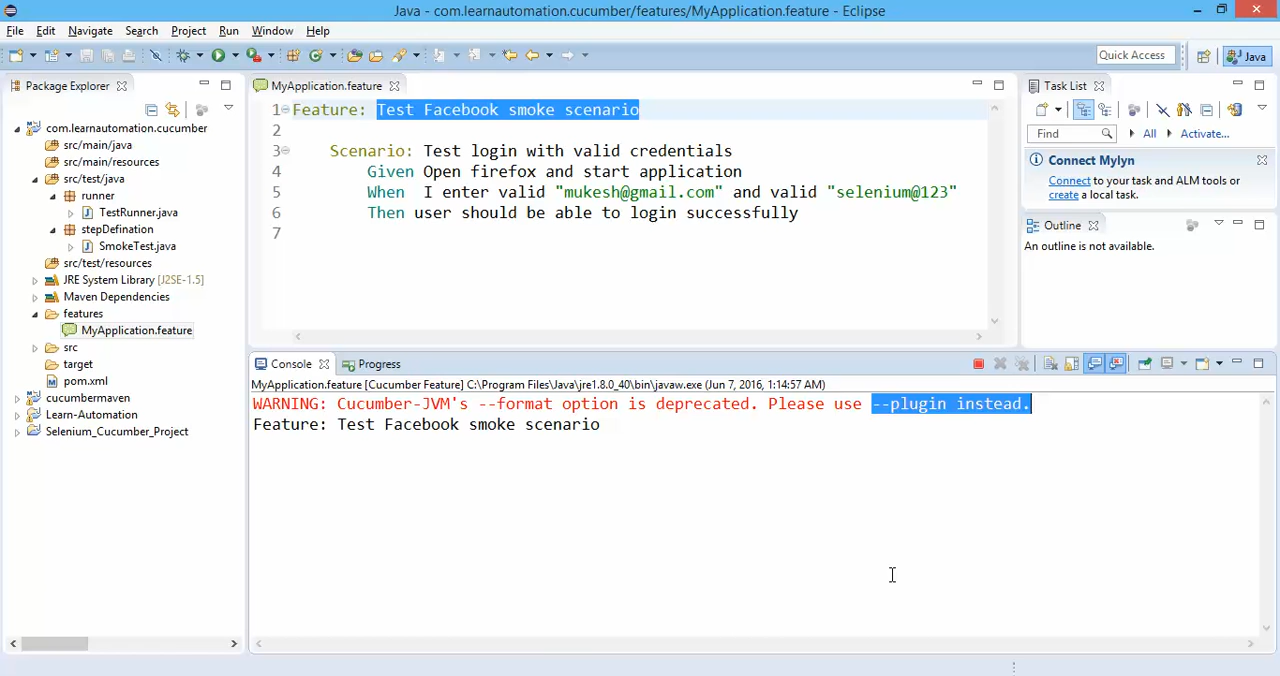 Java - com.learnautomation.cucumber/features/MyApplication.feature - Eclipse
File Edit Navigate Search Project Run Window Help
Quick Access
Java
Package Explorer
com.learnautomation.cucumber
src/main/java
src/main/resources
src/test/java
runner
TestRunner.java
stepDefination
SmokeTest.java
src/test/resources
JRE System Library [J2SE-1.5]
Maven Dependencies
features
MyApplication.feature
src
target
pom.xml
cucumbermaven
Learn-Automation
Selenium_Cucumber_Project
MyApplication.feature
1 Feature: Test Facebook smoke scenario
2
3 Scenario: Test login with valid credentials
4 Given Open firefox and start application
5 When I enter valid "mukesh@gmail.com" and valid "selenium@123"
6 Then user should be able to login successfully
7
Task List
Find All Activate...
Connect Mylyn
Connect to your task and ALM tools or
create a local task.
Outline
An outline is not available.
Console Progress
MyApplication.feature [Cucumber Feature] C:\Program Files\Java\jre1.8.0_40\bin\javaw.exe (Jun 7, 2016, 1:14:57 AM)
WARNING: Cucumber-JVM's --format option is deprecated. Please use --plugin instead.
Feature: Test Facebook smoke scenario